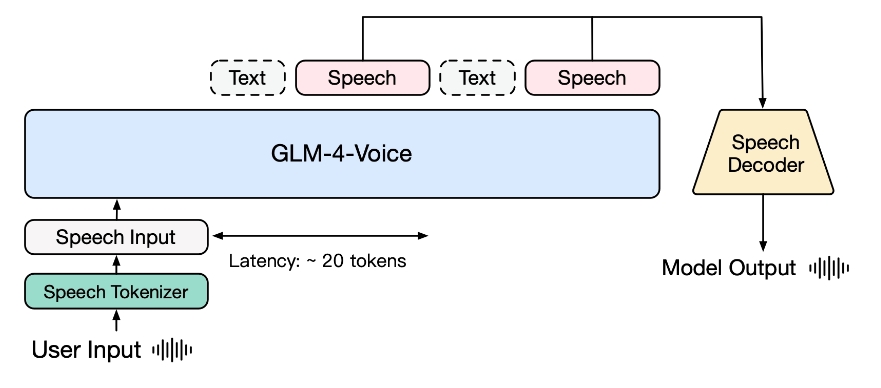 Text
Speech
Text
Speech
GLM-4-Voice
Speech
Decoder
Speech Input
Latency: ~ 20 tokens
Model Output
Speech Tokenizer
User Input